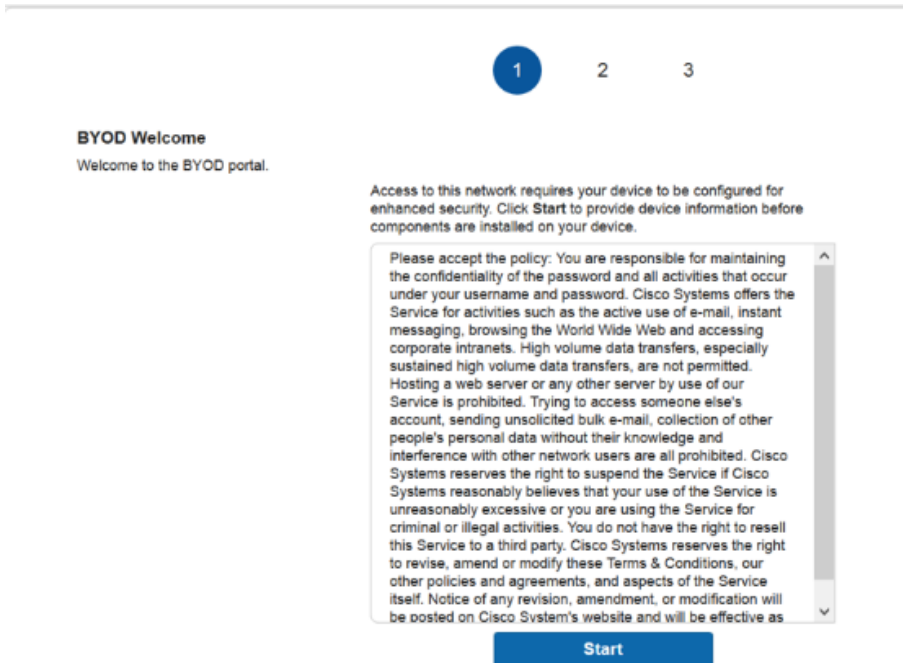 1 2 3
BYOD Welcome
Welcome to the BYOD portal.
Access to this network requires your device to be configured for
enhanced security. Click Start to provide device information before
components are installed on your device.
Please accept the policy: You are responsible for maintaining
the confidentiality of the password and all activities that occur
under your username and password. Cisco Systems offers the
Service for activities such as the active use of e-mail, instant
messaging, browsing the World Wide Web and accessing
corporate intranets. High volume data transfers, especially
sustained high volume data transfers, are not permitted.
Hosting a web server or any other server by use of our
Service is prohibited. Trying to access someone else's
account, sending unsolicited bulk e-mail, collection of other
people's personal data without their knowledge and
interference with other network users are all prohibited. Cisco
Systems reserves the right to suspend the Service if Cisco
Systems reasonably believes that your use of the Service is
unreasonably excessive or you are using the Service for
criminal or illegal activities. You do not have the right to resell
this Service to a third party. Cisco Systems reserves the right
to revise, amend or modify these Terms & Conditions, our
other policies and agreements, and aspects of the Service
itself. Notice of any revision, amendment, or modification will
be posted on Cisco System's website and will be effective as
Start